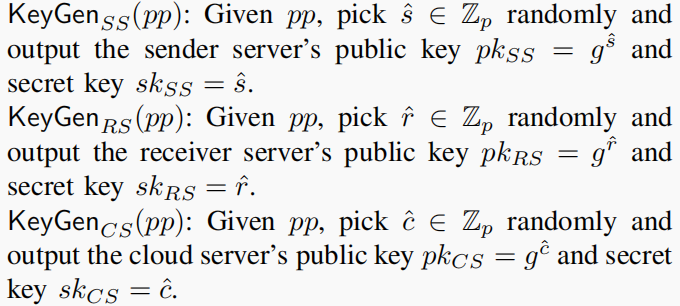 KeyGen_{SS}(pp): Given pp, pick ŝ ∈ ℤ_p randomly and
output the sender server's public key pk_{SS} = g^{ŝ} and
secret key sk_{SS} = ŝ.
KeyGen_{RS}(pp): Given pp, pick r̂ ∈ ℤ_p randomly and
output the receiver server's public key pk_{RS} = g^{r̂} and
secret key sk_{RS} = r̂.
KeyGen_{CS}(pp): Given pp, pick ĉ ∈ ℤ_p randomly and
output the cloud server's public key pk_{CS} = g^{ĉ} and secret
key sk_{CS} = ĉ.